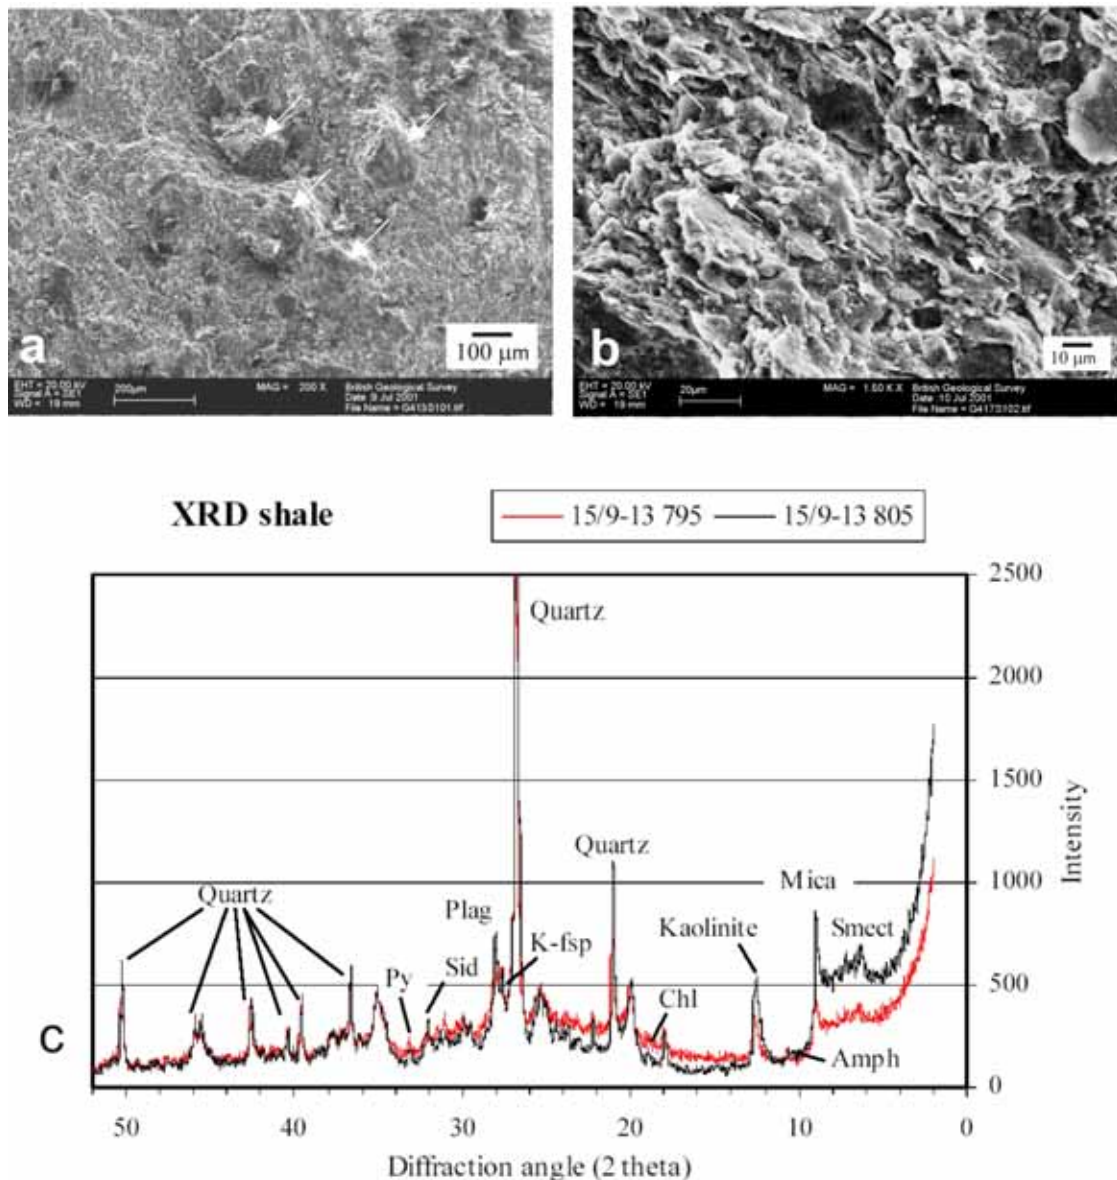 a
100 μm
EHT = 20.00 kV
Signal A = SE1
WD = 19 mm
200μm
MAG = 200 X
British Geological Survey
Date :9 Jul 2001
b
10 μm
EHT = 20.00 kV
Signal A = SE1
WD = 19 mm
20μm
MAG = 1.50 K X
British Geological Survey
Date :10 Jul 2001
XRD shale
15/9-13 795
15/9-13 805
2500
2000
1500
1000
500
0
Intensity
Quartz
Quartz
Quartz
Plag
K-fsp
Sid
Py
Mica
Smect
Kaolinite
Chl
Amph
c
50 40 30 20 10 0
Diffraction angle (2 theta)